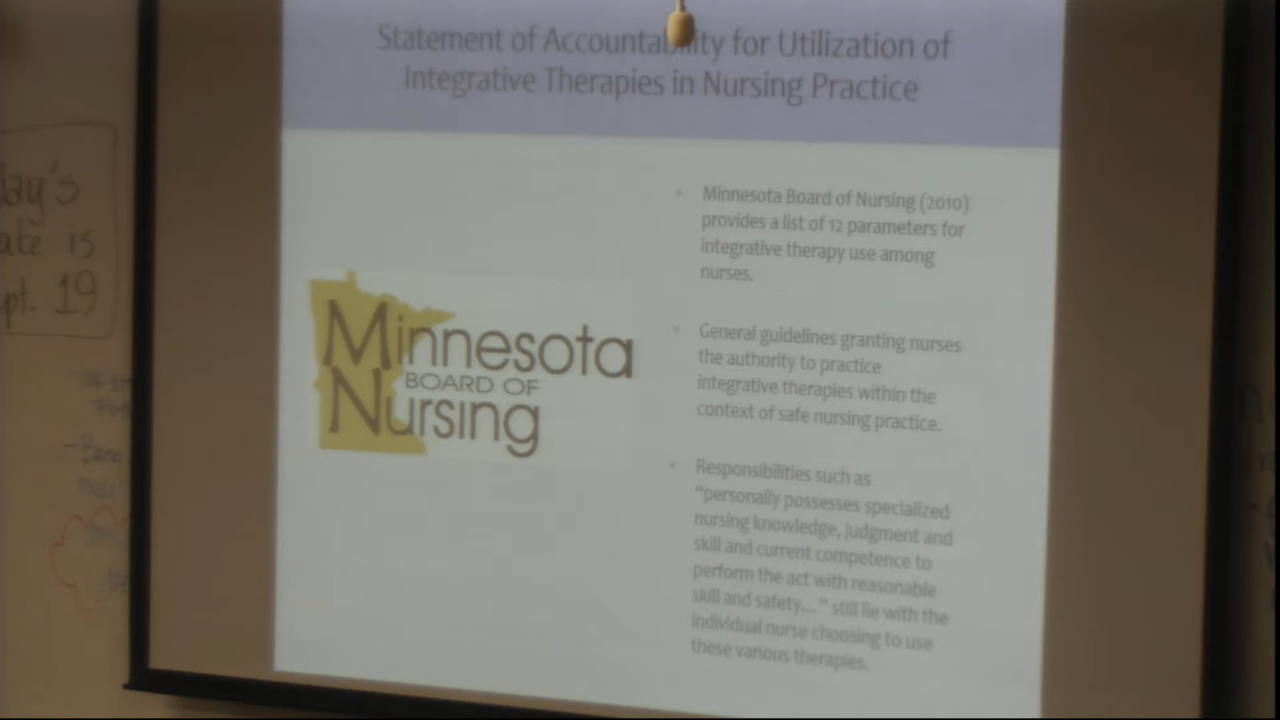 Statement of Accountability for Utilization of
Integrative Therapies in Nursing Practice
Minnesota
BOARD OF
Nursing
• Minnesota Board of Nursing (2010)
provides a list of 12 parameters for
integrative therapy use among
nurses.
• General guidelines granting nurses
the authority to practice
integrative therapies within the
context of safe nursing practice.
• Responsibilities such as
"personally possesses specialized
nursing knowledge, judgment and
skill and current competence to
perform the act with reasonable
skill and safety..." still lie with the
individual nurse choosing to use
these various therapies.
ay's
ate is
pt. 19